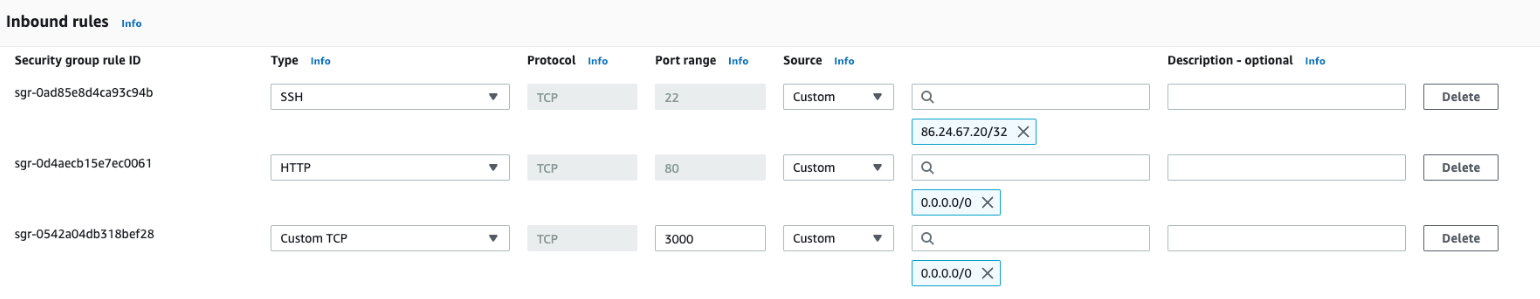 Inbound rules Info
Security group rule ID Type Info Protocol Info Port range Info Source Info Description - optional Info
sgr-0ad85e8d4ca93c94b SSH TCP 22 Custom Delete
86.24.67.20/32
sgr-0d4aecb15e7ec0061 HTTP TCP 80 Custom Delete
0.0.0.0/0
sgr-0542a04db318bef28 Custom TCP TCP 3000 Custom Delete
0.0.0.0/0